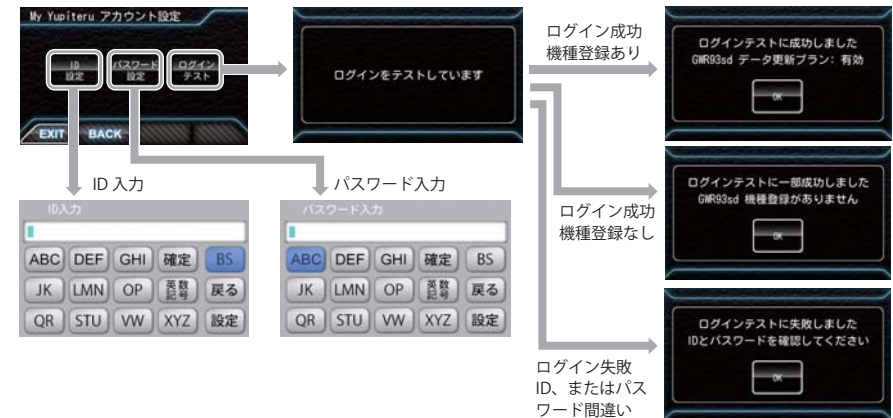 My Yupiteru アカウント設定
ID
設定
パスワード
設定
ログイン
テスト
EXIT
BACK
ログインをテストしています
ログイン成功
機種登録あり
ログインテストに成功しました
GWR93sd データ更新プラン: 有効
OK
ID 入力
ID入力
ABC DEF GHI 確定 BS
JK LMN OP 英数記号 戻る
QR STU VW XYZ 設定
パスワード入力
パスワード入力
ABC DEF GHI 確定 BS
JK LMN OP 英数記号 戻る
QR STU VW XYZ 設定
ログイン成功
機種登録なし
ログインテストに一部成功しました
GWR93sd 機種登録がありません
OK
ログイン失敗
ID、またはパス
ワード間違い
ログインテストに失敗しました
IDとパスワードを確認してください
OK